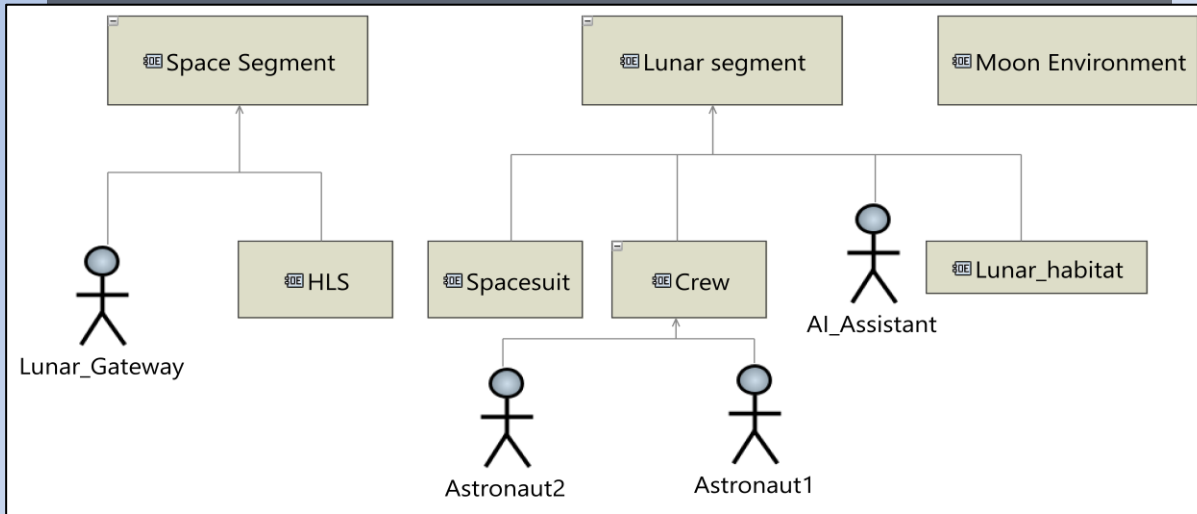 Space Segment
Lunar segment
Moon Environment
HLS
Spacesuit
Crew
Lunar_habitat
AI_Assistant
Lunar_Gateway
Astronaut2
Astronaut1